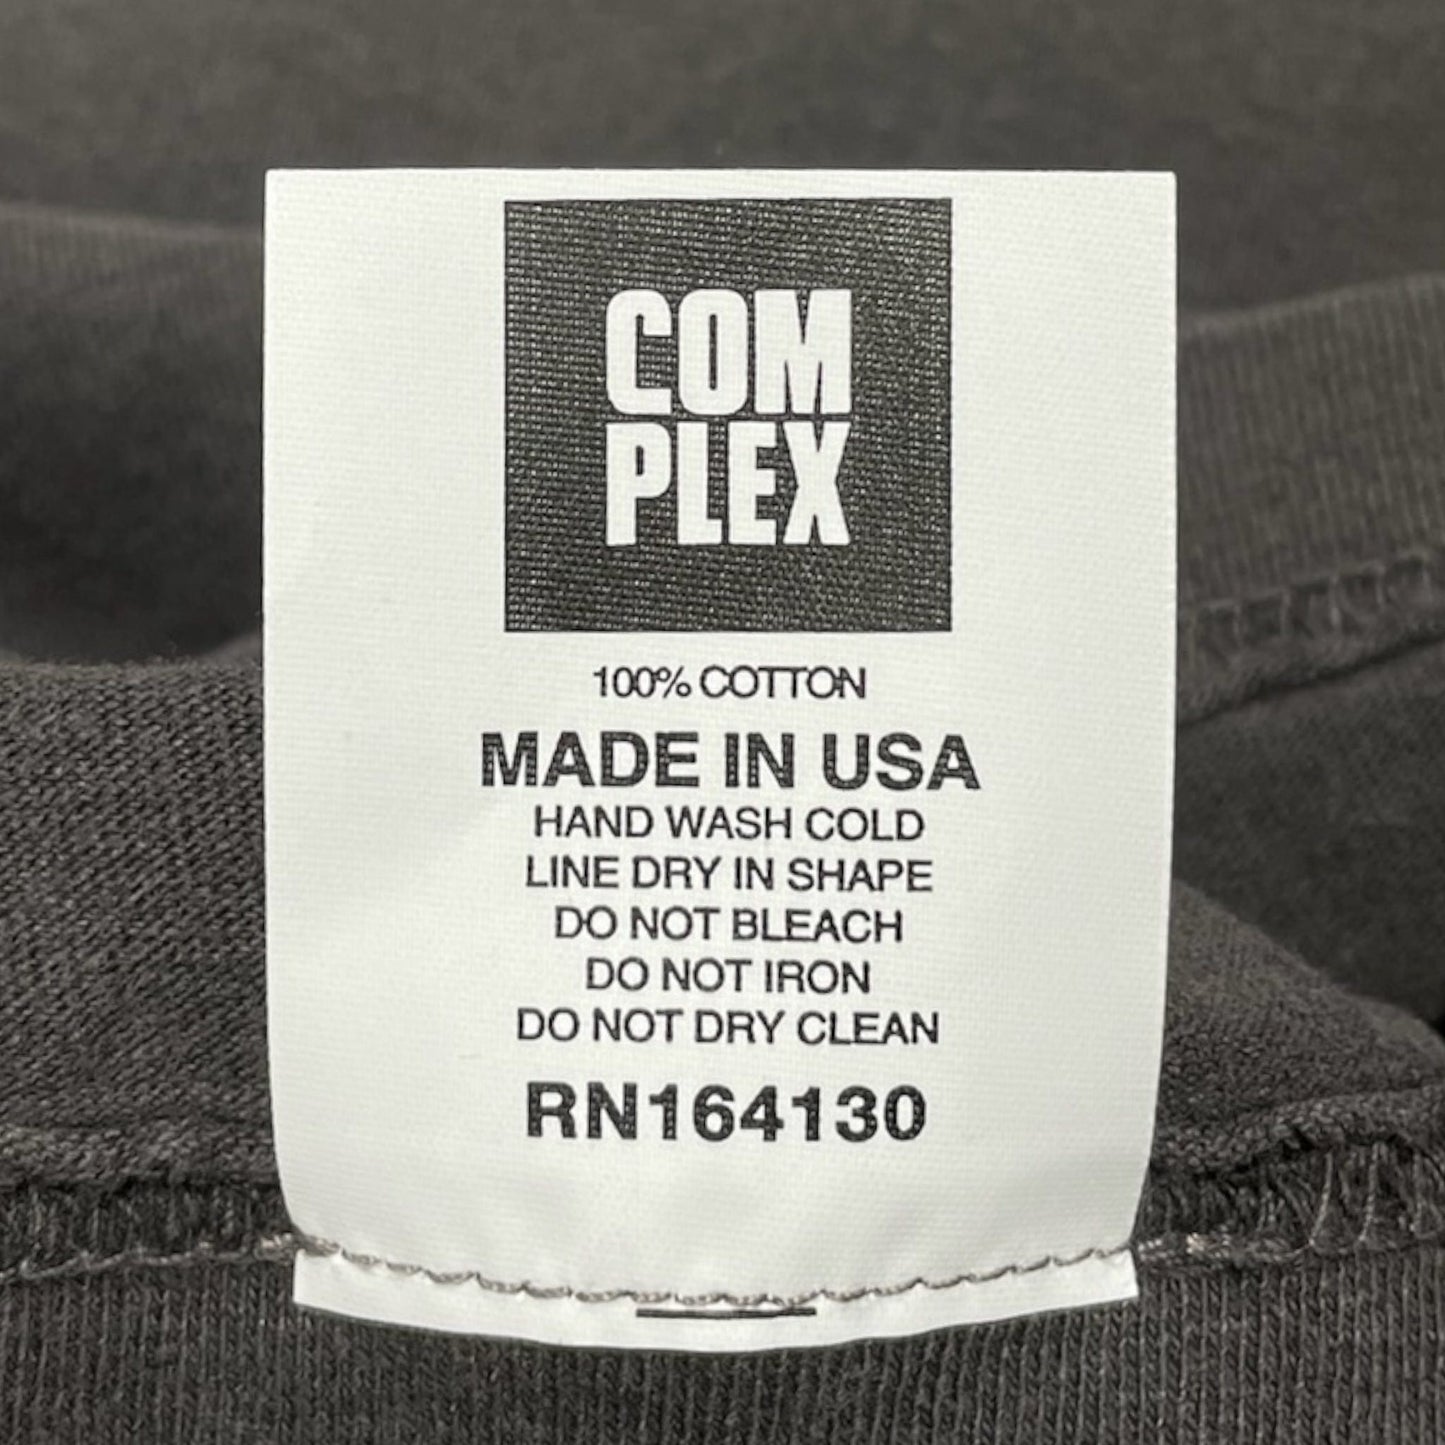 COM
PLEX
100% COTTON
MADE IN USA
HAND WASH COLD
LINE DRY IN SHAPE
DO NOT BLEACH
DO NOT IRON
DO NOT DRY CLEAN
RN164130